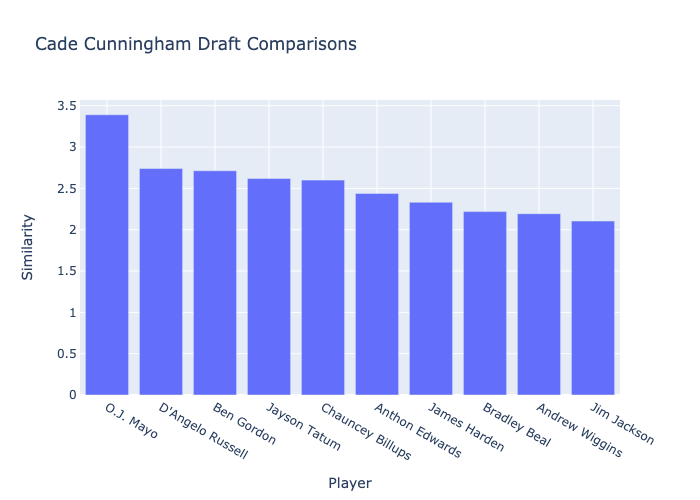 Cade Cunningham Draft Comparisons
3.5
3
2.5
2
1.5
1
0.5
0
Similarity
O.J. Mayo
D'Angelo Russell
Ben Gordon
Jayson Tatum
Chauncey Billups
Anthon Edwards
James Harden
Bradley Beal
Andrew Wiggins
Jim Jackson
Player